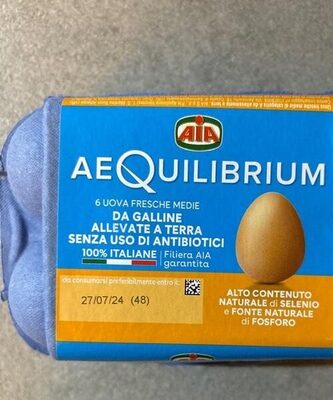 AIA
AEQUILIBRIUM
6 UOVA FRESCHE MEDIE
DA GALLINE
ALLEVATE A TERRA
SENZA USO DI ANTIBIOTICI
100% ITALIANE Filiera AIA
garantita
da consumarsi preferibilmente entro il:
27/07/24 (48)
ALTO CONTENUTO
NATURALE di SELENIO
e FONTE NATURALE
di FOSFORO